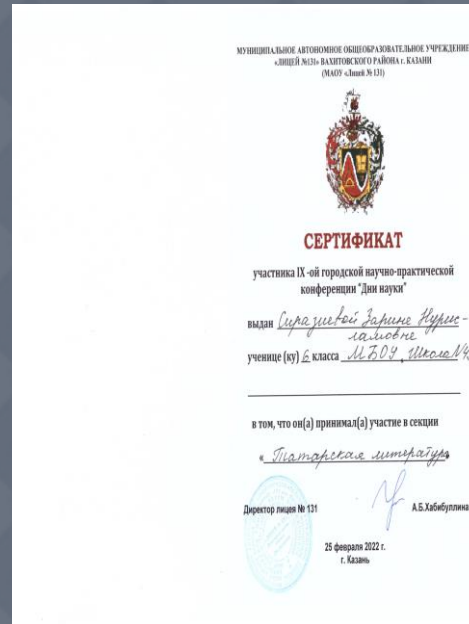 МУНИЦИПАЛЬНОЕ АВТОНОМНОЕ ОБЩЕОБРАЗОВАТЕЛЬНОЕ УЧРЕЖДЕНИЕ
«ЛИЦЕЙ №131» ВАХИТОВСКОГО РАЙОНА г. КАЗАНИ
(МАОУ «Лицей № 131)
СЕРТИФИКАТ
участника IX -ой городской научно-практической
конференции "Дни науки"
выдан Сиразиевой Зарине Нурис-
ламовне
ученице (ку) 6 класса МБОУ „Школа №
в том, что он(а) принимал(а) участие в секции
« Татарская литература
Директор лицея № 131 А.Б.Хабибуллина
25 февраля 2022 г.
г. Казань